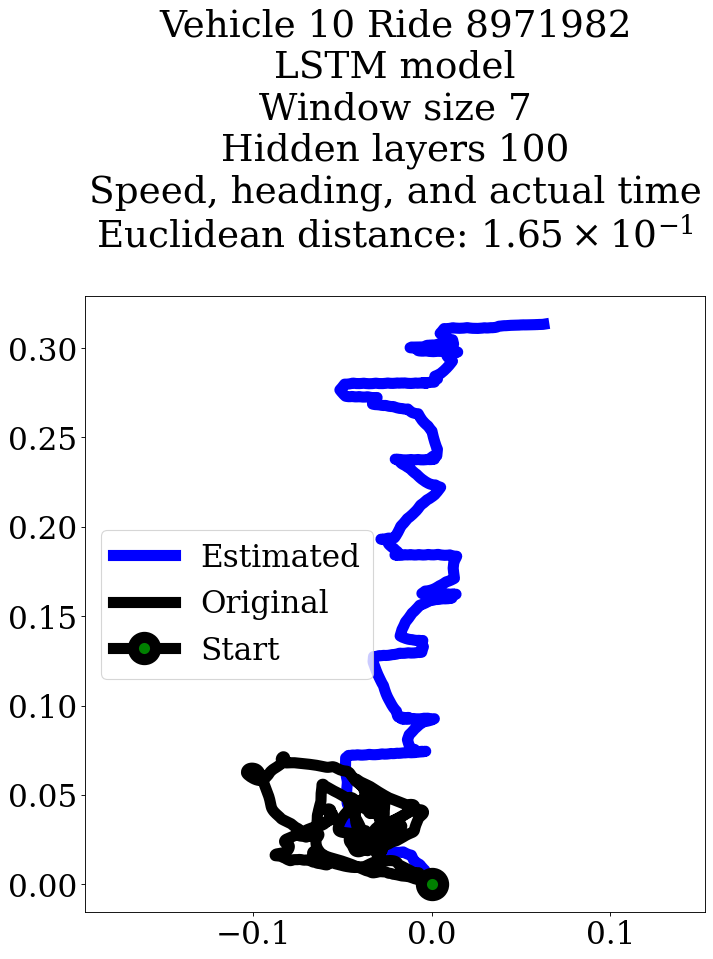 Vehicle 10 Ride 8971982
LSTM model
Window size 7
Hidden layers 100
Speed, heading, and actual time
Euclidean distance: 1.65 × 10⁻¹
0.30
0.25
0.20
0.15
0.10
0.05
0.00
Estimated
Original
Start
−0.1
0.0
0.1